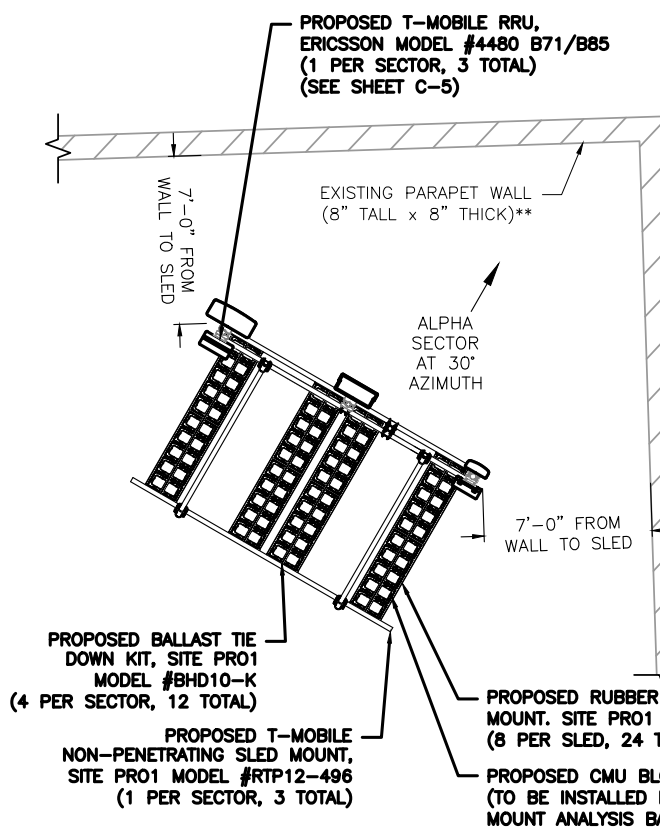 PROPOSED T-MOBILE RRU,
ERICSSON MODEL #4480 B71/B85
(1 PER SECTOR, 3 TOTAL)
(SEE SHEET C-5)
EXISTING PARAPET WALL
(8" TALL x 8" THICK)**
7'-0" FROM
WALL TO SLED
ALPHA
SECTOR
AT 30°
AZIMUTH
7'-0" FROM
WALL TO SLED
PROPOSED BALLAST TIE
DOWN KIT, SITE PRO1
MODEL #BHD10-K
(4 PER SECTOR, 12 TOTAL)
PROPOSED T-MOBILE
NON-PENETRATING SLED MOUNT,
SITE PRO1 MODEL #RTP12-496
(1 PER SECTOR, 3 TOTAL)
PROPOSED RUBBER
MOUNT. SITE PRO1
(8 PER SLED, 24 T
PROPOSED CMU BL
(TO BE INSTALLED
MOUNT ANALYSIS BA